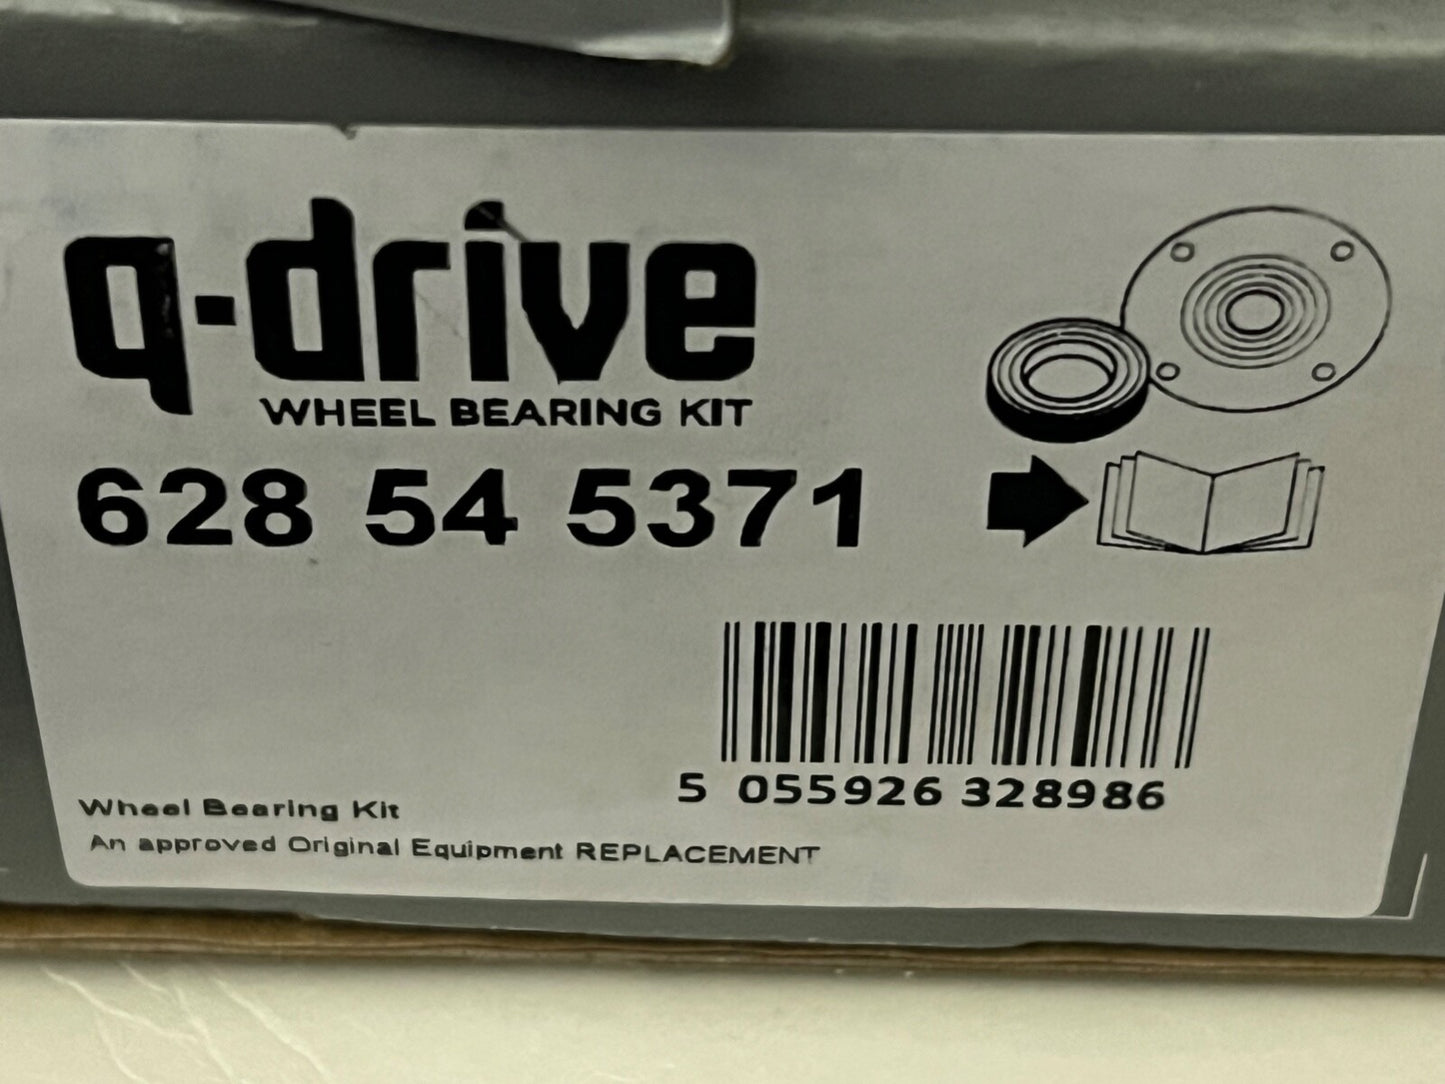 q-drive
WHEEL BEARING KIT
628 54 5371
5 055926 328986
Wheel Bearing Kit
An approved Original Equipment REPLACEMENT